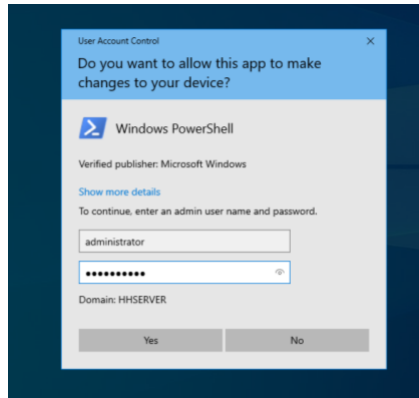 User Account Control
Do you want to allow this app to make
changes to your device?
Windows PowerShell
Verified publisher: Microsoft Windows
Show more details
To continue, enter an admin user name and password.
administrator
••••••••••
Domain: HHSERVER
Yes
No